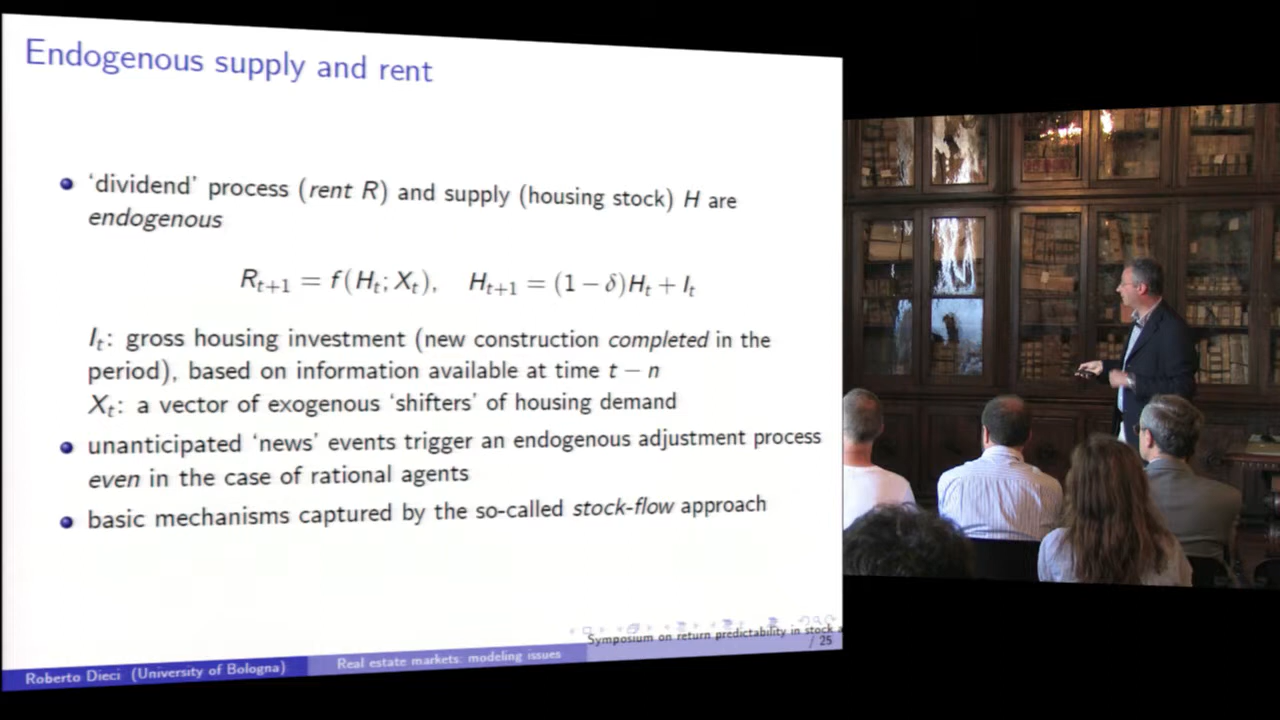 Endogenous supply and rent
‘dividend’ process (rent R) and supply (housing stock) H are
endogenous
R_{t+1} = f(H_t; X_t),   H_{t+1} = (1 − δ)H_t + I_t
I_t: gross housing investment (new construction completed in the
period), based on information available at time t − n
X_t: a vector of exogenous ‘shifters’ of housing demand
unanticipated ‘news’ events trigger an endogenous adjustment process
even in the case of rational agents
basic mechanisms captured by the so-called stock-flow approach
Symposium on return predictability in stock a
/ 25
Roberto Dieci (University of Bologna)
Real estate markets: modeling issues